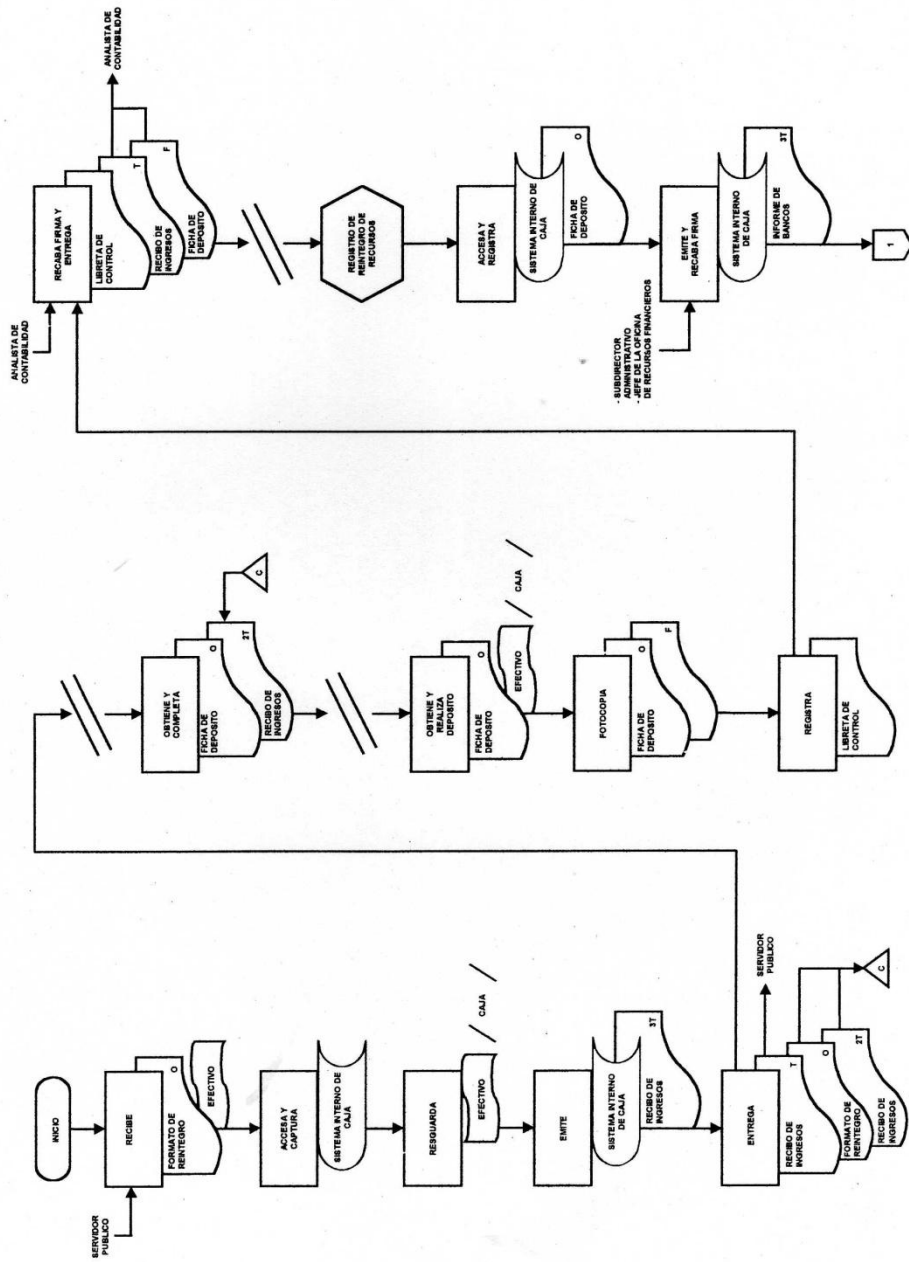 INICIO
SERVIDOR
PUBLICO
RECIBE
O
FORMATO DE
REINTEGRO
EFECTIVO
ACCESA Y
CAPTURA
SISTEMA INTERNO DE
CAJA
RESGUARDA
EFECTIVO
CAJA
EMITE
SISTEMA INTERNO
DE CAJA
3T
RECIBO DE
INGRESOS
ENTREGA
SERVIDOR
PUBLICO
T
RECIBO DE
INGRESOS
O
FORMATO DE
REINTEGRO
2T
RECIBO DE
INGRESOS
C
OBTIENE Y
COMPLETA
O
FICHA DE
DEPOSITO
2T
RECIBO DE
INGRESOS
C
OBTIENE Y
REALIZA
DEPOSITO
O
FICHA DE
DEPOSITO
EFECTIVO
CAJA
FOTOCOPIA
O
FICHA DE
DEPOSITO
F
REGISTRA
LIBRETA DE
CONTROL
ANALISTA DE
CONTABILIDAD
RECABA FIRMA Y
ENTREGA
LIBRETA DE
CONTROL
T
RECIBO DE
INGRESOS
F
FICHA DE
DEPOSITO
ANALISTA DE
CONTABILIDAD
REGISTRO DE
REINTEGRO DE
RECURSOS
ACCESA Y
REGISTRA
SISTEMA INTERNO DE
CAJA
O
FICHA DE
DEPOSITO
- SUBDIRECTOR
ADMINISTRATIVO
- JEFE DE LA OFICINA
DE RECURSOS FINANCIEROS
EMITE Y
RECABA FIRMA
SISTEMA INTERNO
DE CAJA
3T
INFORME DE
BANCOS
1